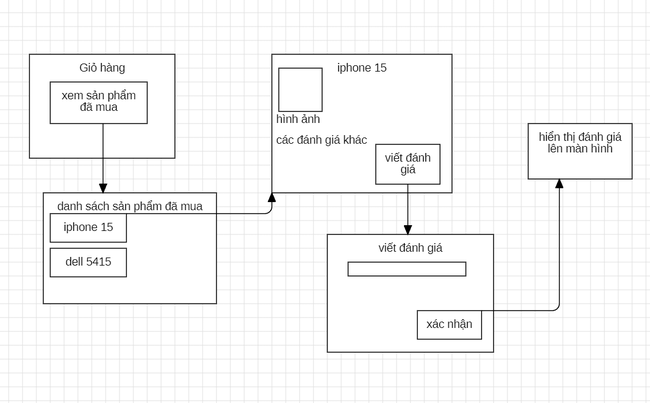 Giỏ hàng
xem sản phẩm
đã mua
danh sách sản phẩm đã mua
iphone 15
dell 5415
iphone 15
hình ảnh
các đánh giá khác
viết đánh
giá
viết đánh giá
xác nhận
hiển thị đánh giá
lên màn hình